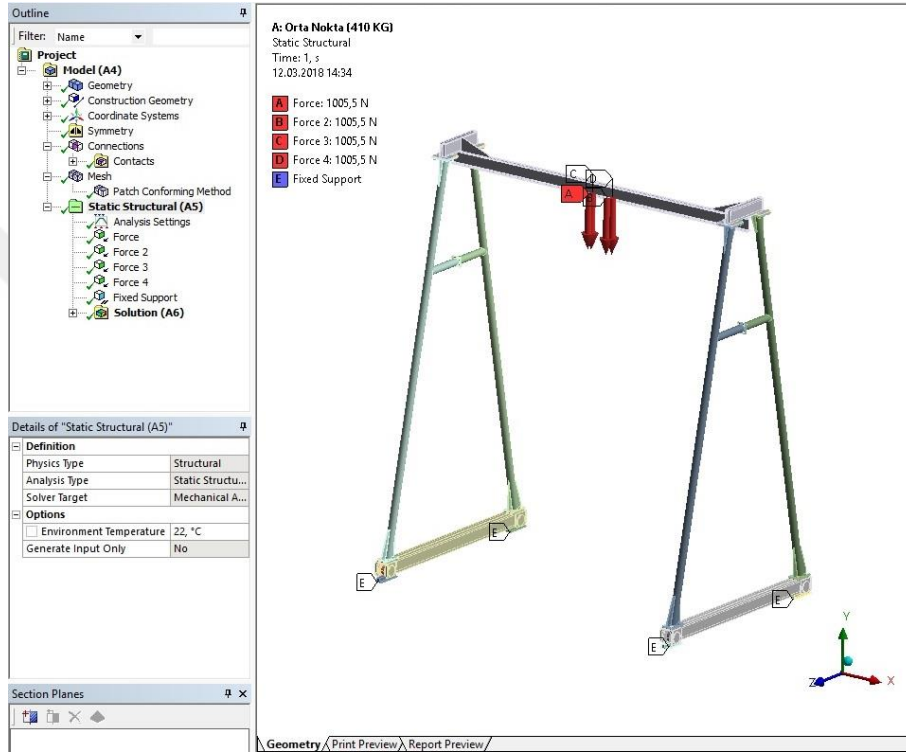 Outline
Filter: Name
Project
Model (A4)
Geometry
Construction Geometry
Coordinate Systems
Symmetry
Connections
Contacts
Mesh
Patch Conforming Method
Static Structural (A5)
Analysis Settings
Force
Force 2
Force 3
Force 4
Fixed Support
Solution (A6)
Details of "Static Structural (A5)"
Definition
Physics Type Structural
Analysis Type Static Structu...
Solver Target Mechanical A...
Options
Environment Temperature 22, °C
Generate Input Only No
Section Planes
A: Orta Nokta (410 KG)
Static Structural
Time: 1, s
12.03.2018 14:34
A Force: 1005,5 N
B Force 2: 1005,5 N
C Force 3: 1005,5 N
D Force 4: 1005,5 N
E Fixed Support
C
D
A
B
E
E
E
E
Y
Z
X
Geometry Print Preview Report Preview